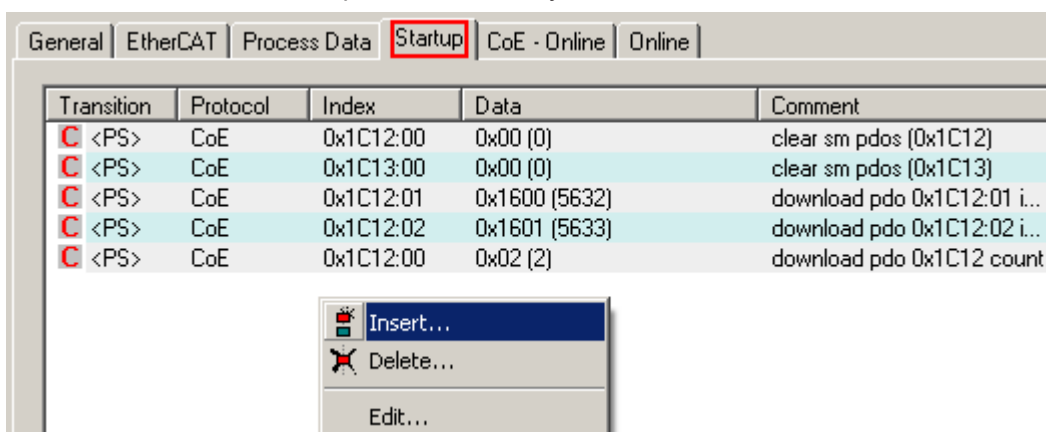 General EtherCAT Process Data Startup CoE - Online Online
Transition Protocol Index Data Comment
C <PS> CoE 0x1C12:00 0x00 (0) clear sm pdos (0x1C12)
C <PS> CoE 0x1C13:00 0x00 (0) clear sm pdos (0x1C13)
C <PS> CoE 0x1C12:01 0x1600 (5632) download pdo 0x1C12:01 i...
C <PS> CoE 0x1C12:02 0x1601 (5633) download pdo 0x1C12:02 i...
C <PS> CoE 0x1C12:00 0x02 (2) download pdo 0x1C12 count
Insert...
Delete...
Edit...